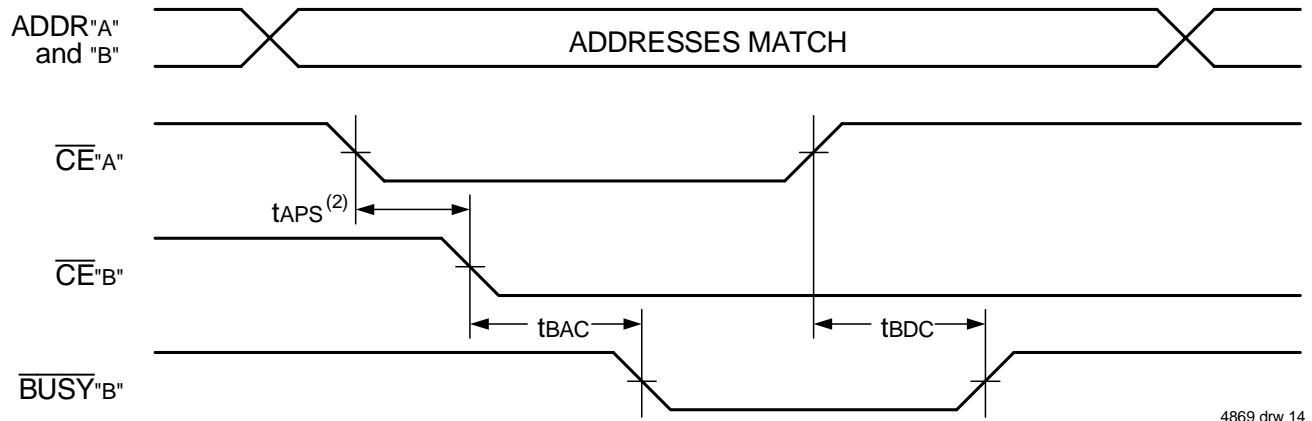 ADDR"A"
and "B"
ADDRESSES MATCH
CE"A"
tAPS(2)
CE"B"
tBAC
tBDC
BUSY"B"
4869 drw 14